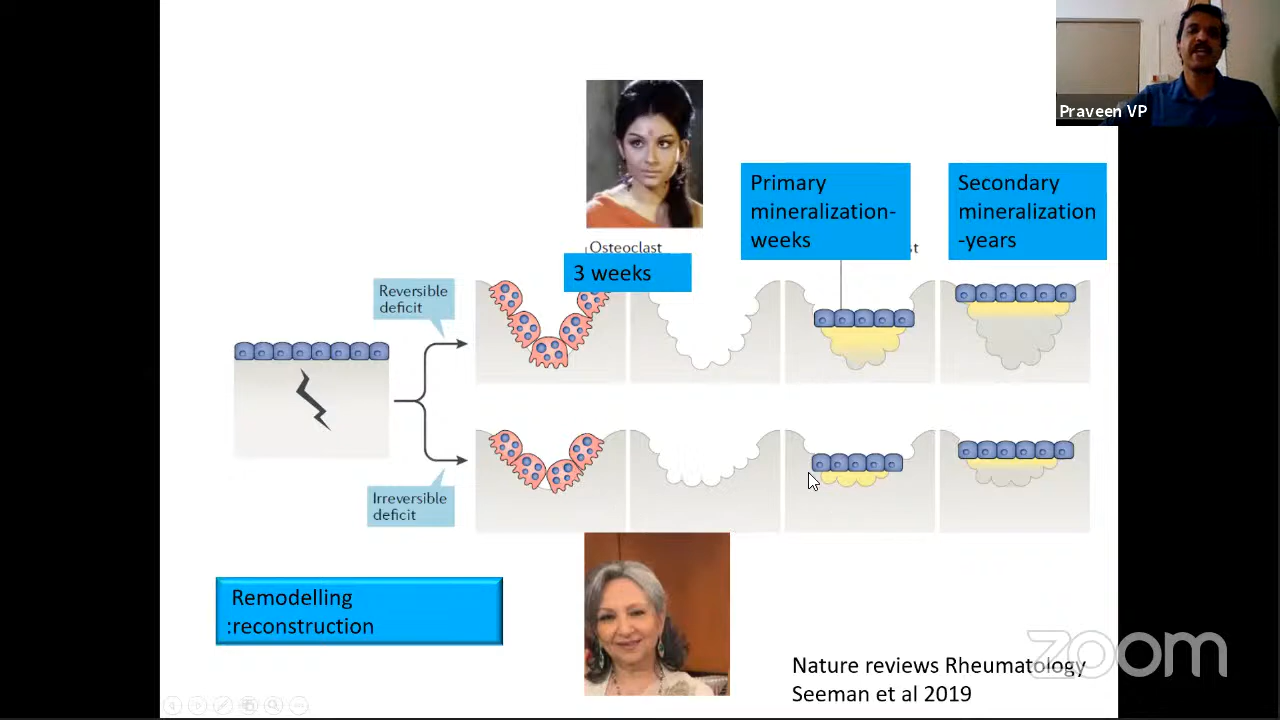 Praveen VP
Primary
mineralization-
weeks
Secondary
mineralization
-years
Osteoclast
st
3 weeks
Reversible
deficit
Irreversible
deficit
Remodelling
:reconstruction
zoom
Nature reviews Rheumatology
Seeman et al 2019